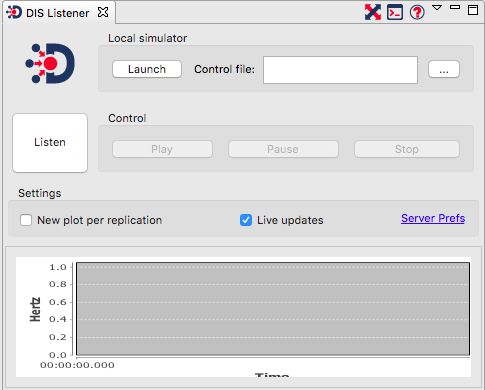 DIS Listener
Local simulator
Launch Control file: ...
Listen
Control
Play Pause Stop
Settings
New plot per replication Live updates Server Prefs
1.0
0.8
0.6
0.4
0.2
0.0
Hertz
00:00:00.000
Time